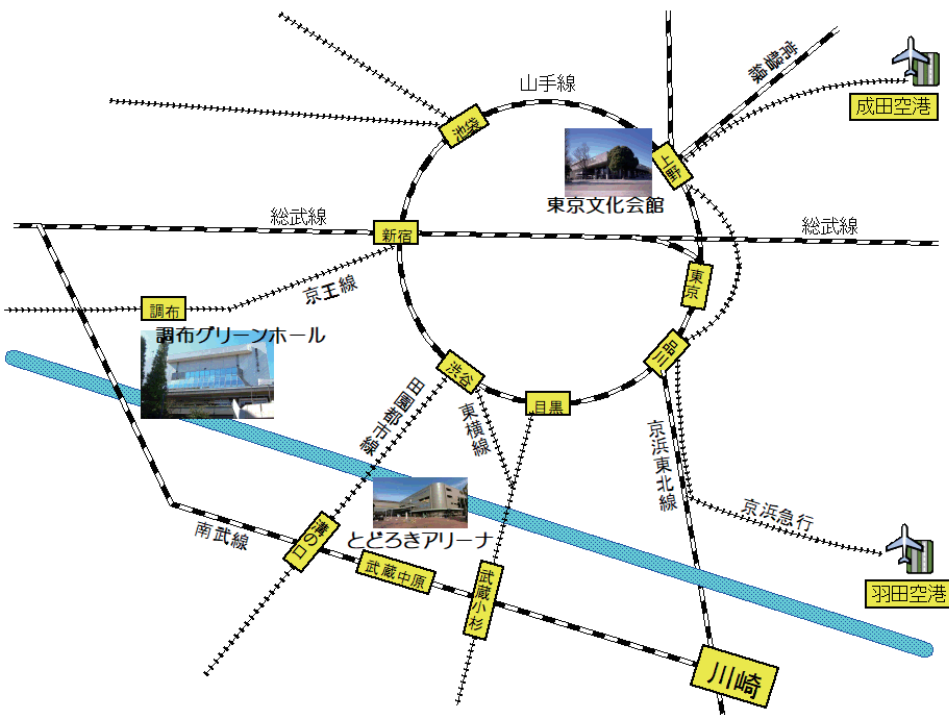 常磐線
成田空港
山手線
池袋
上野
東京文化会館
総武線
新宿
総武線
東京
京王線
調布
調布グリーンホール
品川
渋谷
目黒
田園都市線
東横線
京浜東北線
京浜急行
南武線
溝の口
とどろきアリーナ
武蔵中原
武蔵小杉
羽田空港
川崎